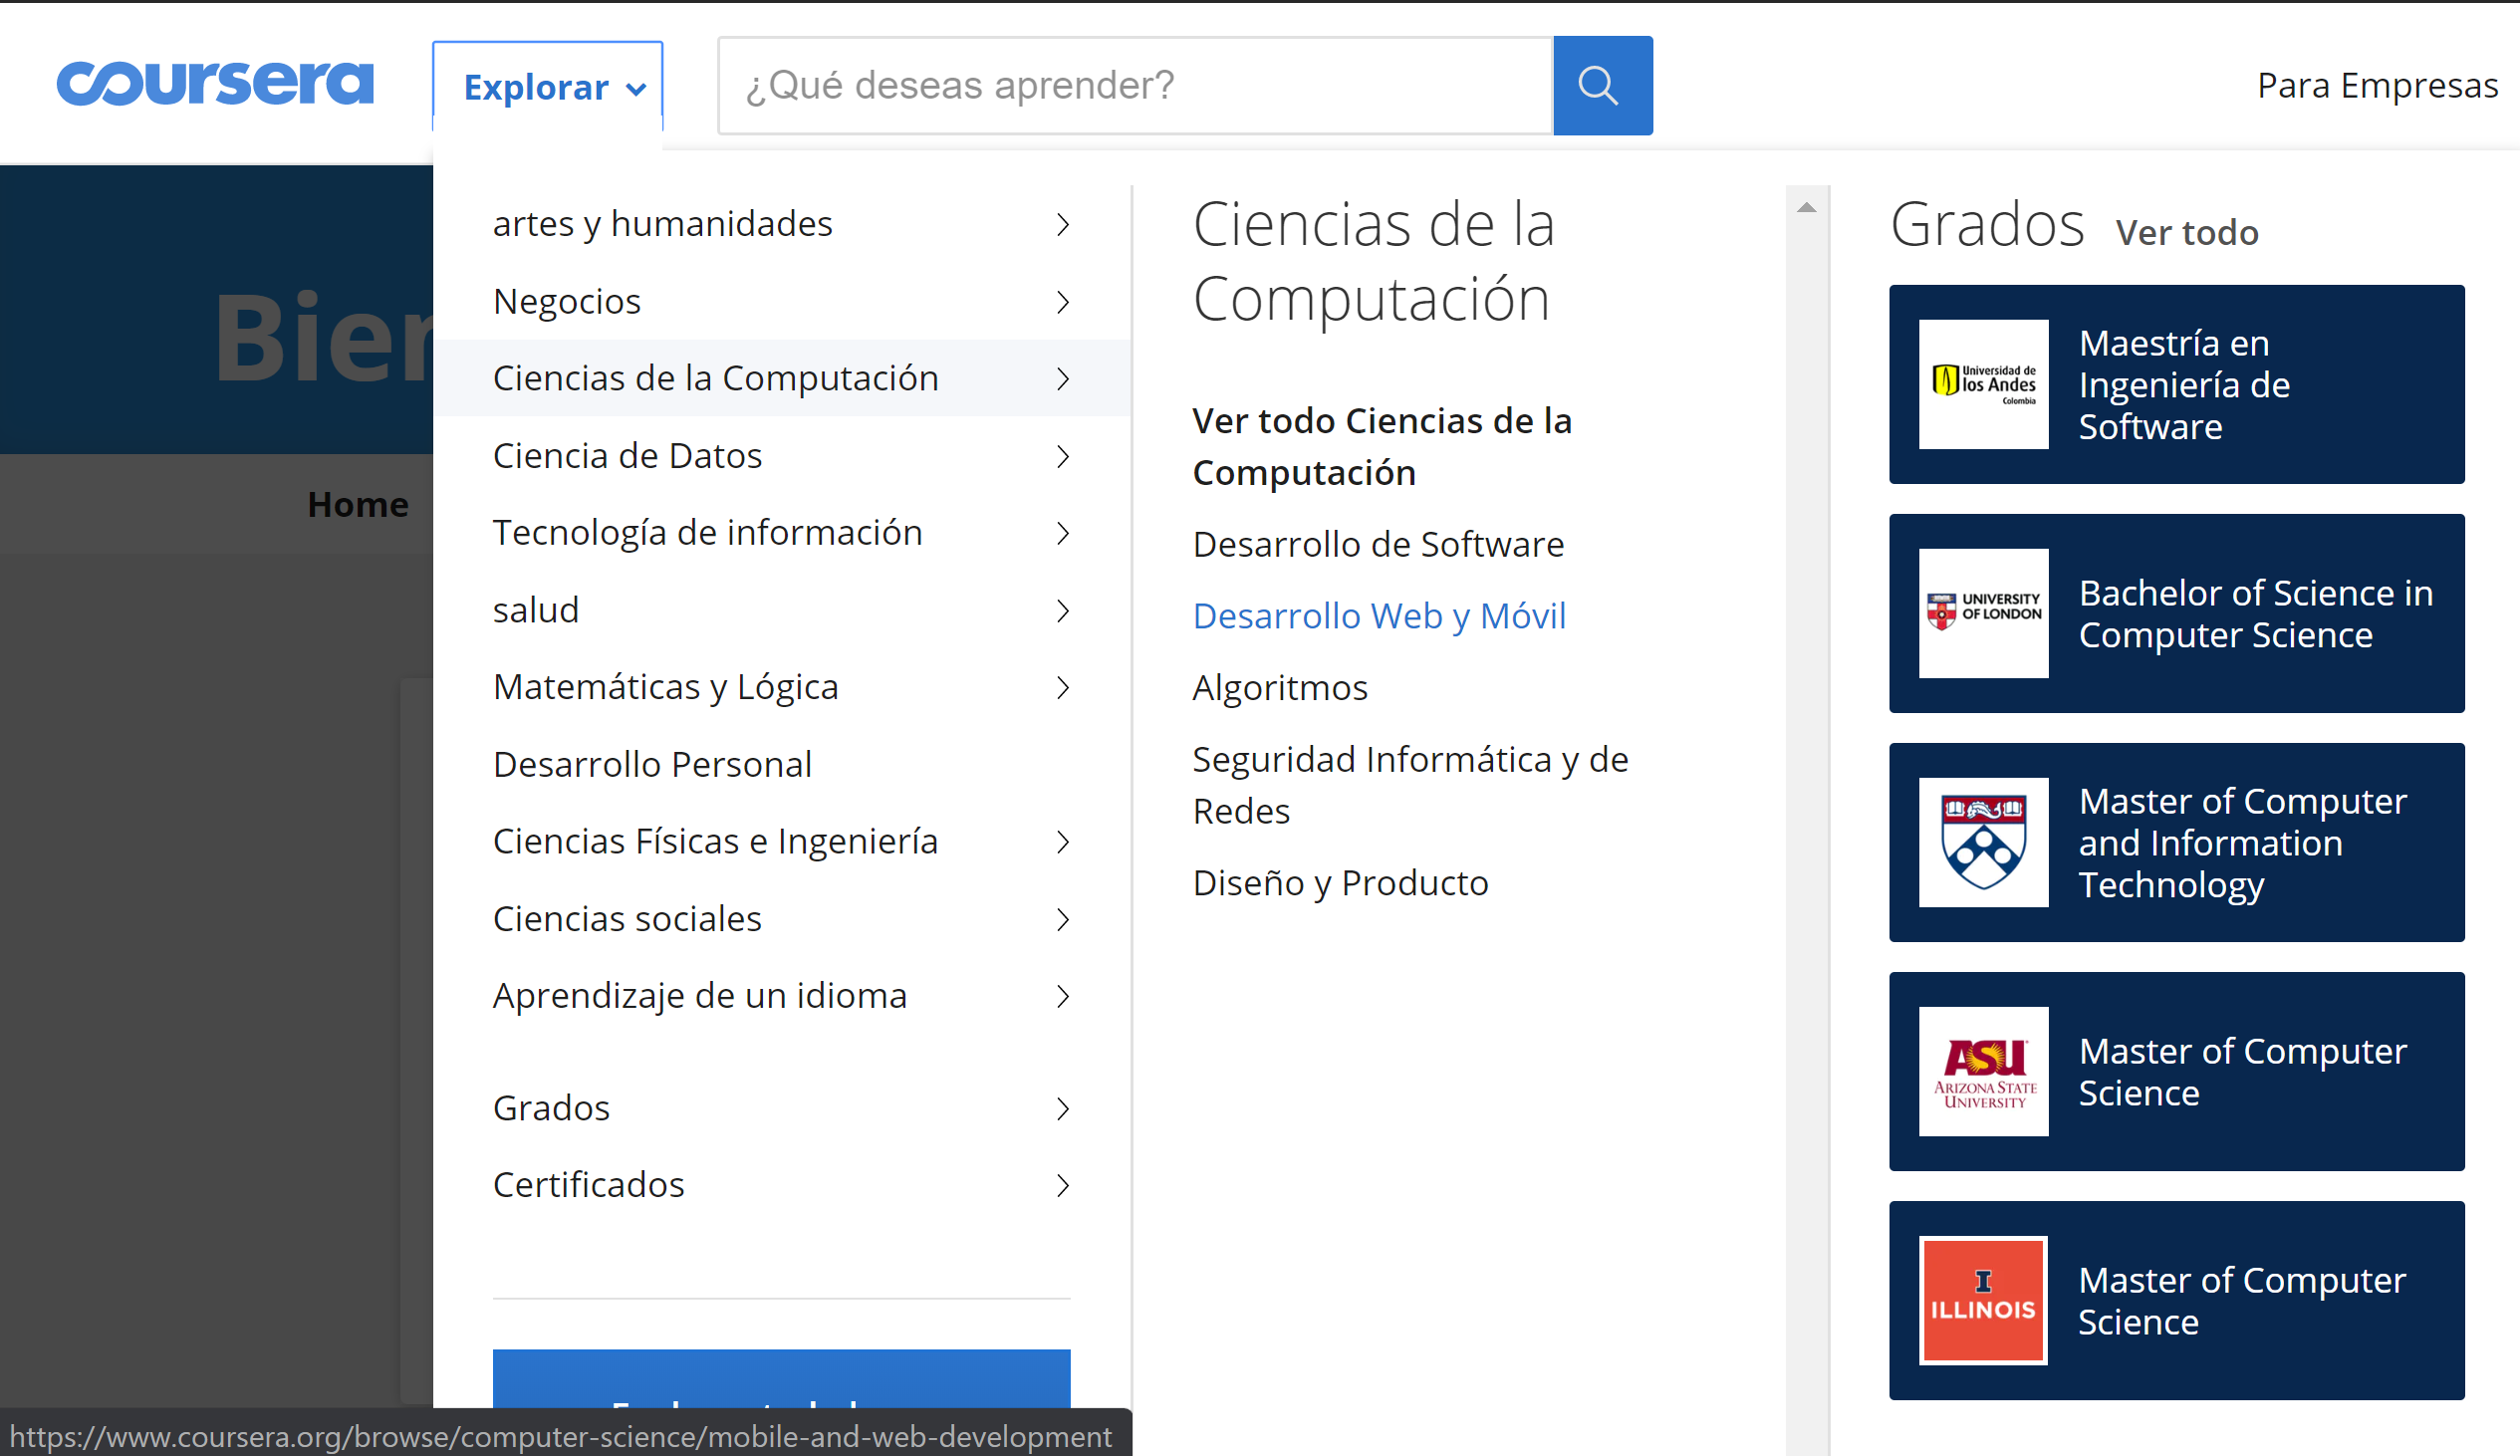 coursera
Explorar
¿Qué deseas aprender?
Para Empresas
Bien
Home
artes y humanidades
Negocios
Ciencias de la Computación
Ciencia de Datos
Tecnología de información
salud
Matemáticas y Lógica
Desarrollo Personal
Ciencias Físicas e Ingeniería
Ciencias sociales
Aprendizaje de un idioma
Grados
Certificados
Ciencias de la
Computación
Ver todo Ciencias de la
Computación
Desarrollo de Software
Desarrollo Web y Móvil
Algoritmos
Seguridad Informática y de
Redes
Diseño y Producto
Grados Ver todo
Universidad de
los Andes
Colombia
Maestría en
Ingeniería de
Software
UNIVERSITY
OF LONDON
Bachelor of Science in
Computer Science
Master of Computer
and Information
Technology
ASU
ARIZONA STATE
UNIVERSITY
Master of Computer
Science
I
ILLINOIS
Master of Computer
Science
https://www.coursera.org/browse/computer-science/mobile-and-web-development